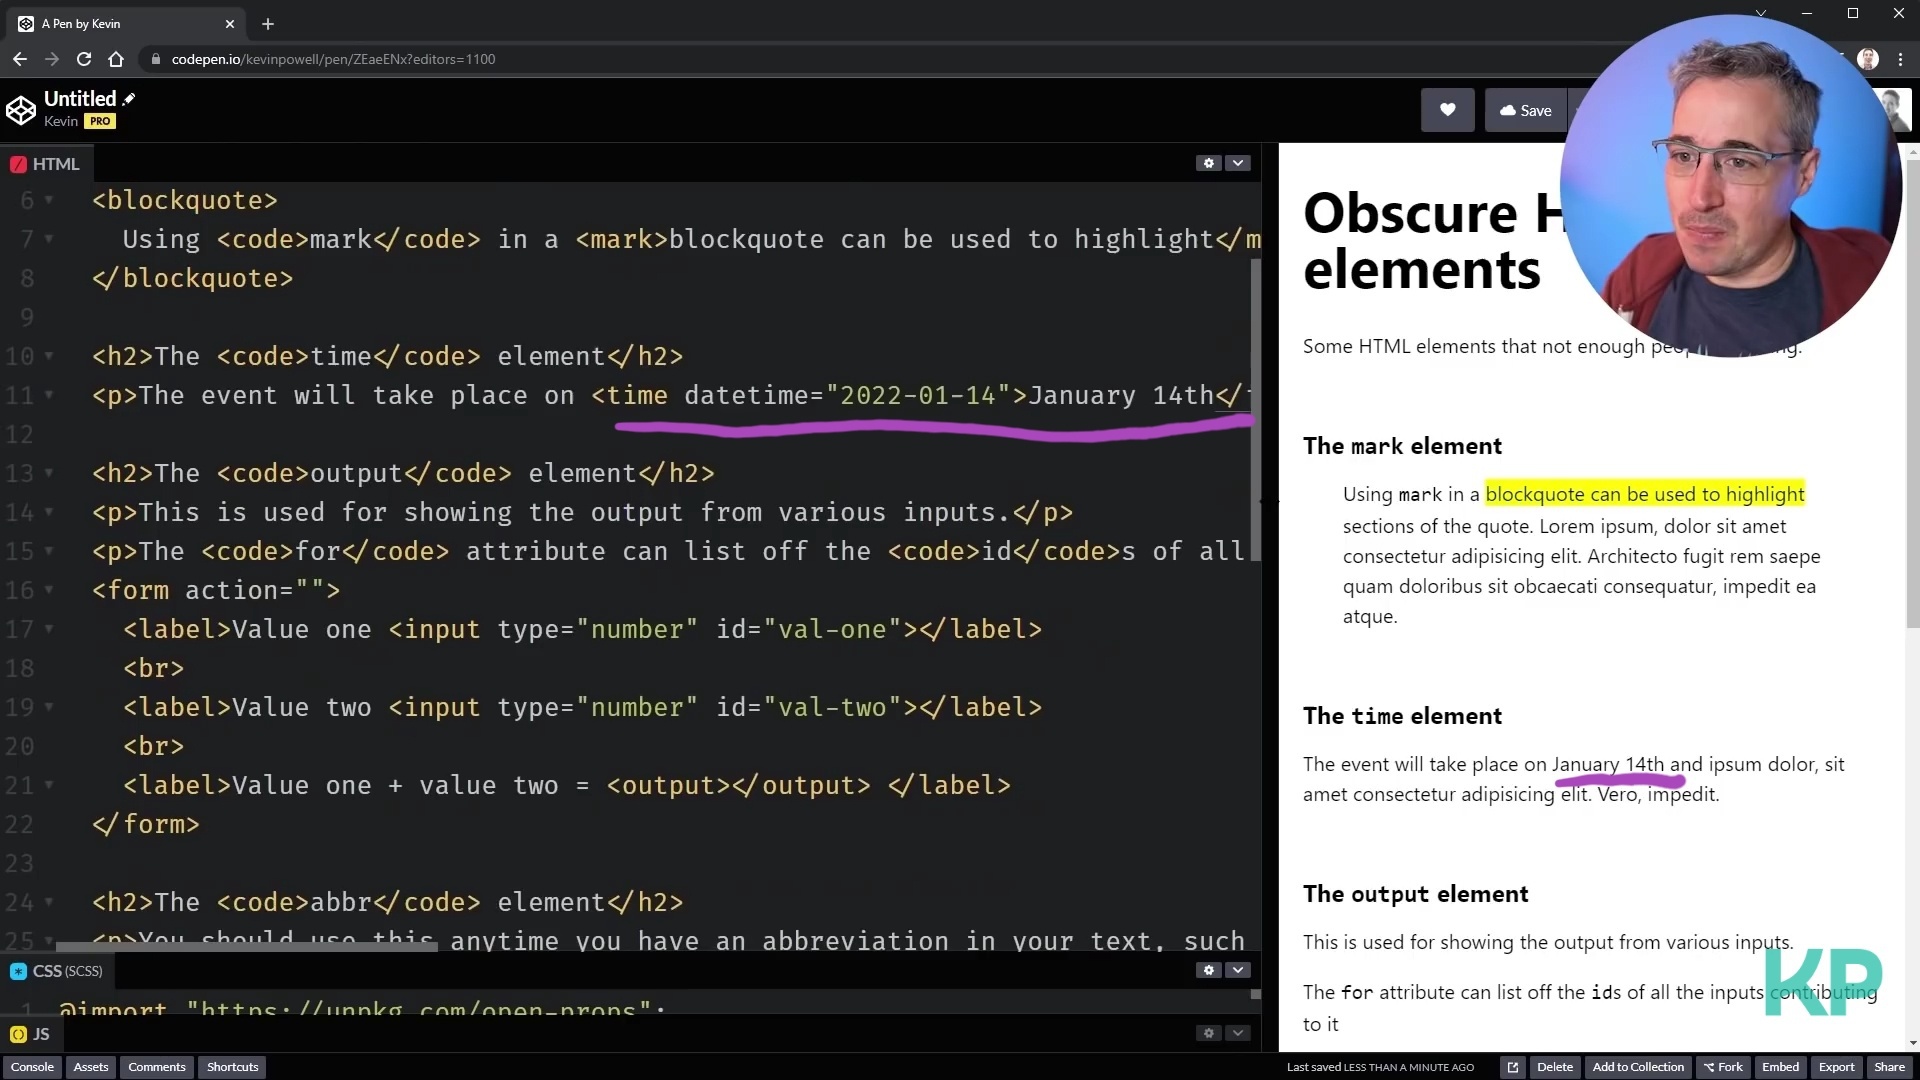 A Pen by Kevin
codepen.io/kevinpowell/pen/ZEaeENx?editors=1100
Untitled
Kevin PRO
Save
HTML
6 <blockquote>
7 Using <code>mark</code> in a <mark>blockquote can be used to highlight</m
8 </blockquote>
9
10 <h2>The <code>time</code> element</h2>
11 <p>The event will take place on <time datetime="2022-01-14">January 14th</
12
13 <h2>The <code>output</code> element</h2>
14 <p>This is used for showing the output from various inputs.</p>
15 <p>The <code>for</code> attribute can list off the <code>id</code>s of all
16 <form action="">
17 <label>Value one <input type="number" id="val-one"></label>
18 <br>
19 <label>Value two <input type="number" id="val-two"></label>
20 <br>
21 <label>Value one + value two = <output></output> </label>
22 </form>
23
24 <h2>The <code>abbr</code> element</h2>
25 <p>You should use this anytime you have an abbreviation in your text, such
CSS (SCSS)
1 @import "https://unpkg.com/open-props";
JS
Obscure H
elements
Some HTML elements that not enough
The mark element
Using mark in a blockquote can be used to highlight
sections of the quote. Lorem ipsum, dolor sit amet
consectetur adipisicing elit. Architecto fugit rem saepe
quam doloribus sit obcaecati consequatur, impedit ea
atque.
The time element
The event will take place on January 14th and ipsum dolor, sit
amet consectetur adipisicing elit. Vero, impedit.
The output element
This is used for showing the output from various inputs.
The for attribute can list off the ids of all the inputs contributing
to it
KP
Console Assets Comments Shortcuts
Last saved LESS THAN A MINUTE AGO Delete Add to Collection Fork Embed Export Share